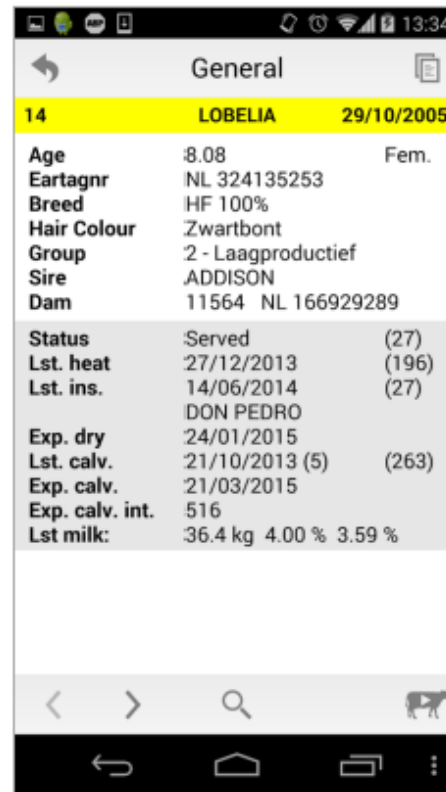 ABP 13:34
General
14 LOBELIA 29/10/2005
Age 8.08 Fem.
Eartagnr NL 324135253
Breed HF 100%
Hair Colour Zwartbont
Group 2 - Laagproductief
Sire ADDISON
Dam 11564 NL 166929289
Status Served (27)
Lst. heat 27/12/2013 (196)
Lst. ins. 14/06/2014 (27)
DON PEDRO
Exp. dry 24/01/2015
Lst. calv. 21/10/2013 (5) (263)
Exp. calv. 21/03/2015
Exp. calv. int. 516
Lst milk: 36.4 kg 4.00 % 3.59 %